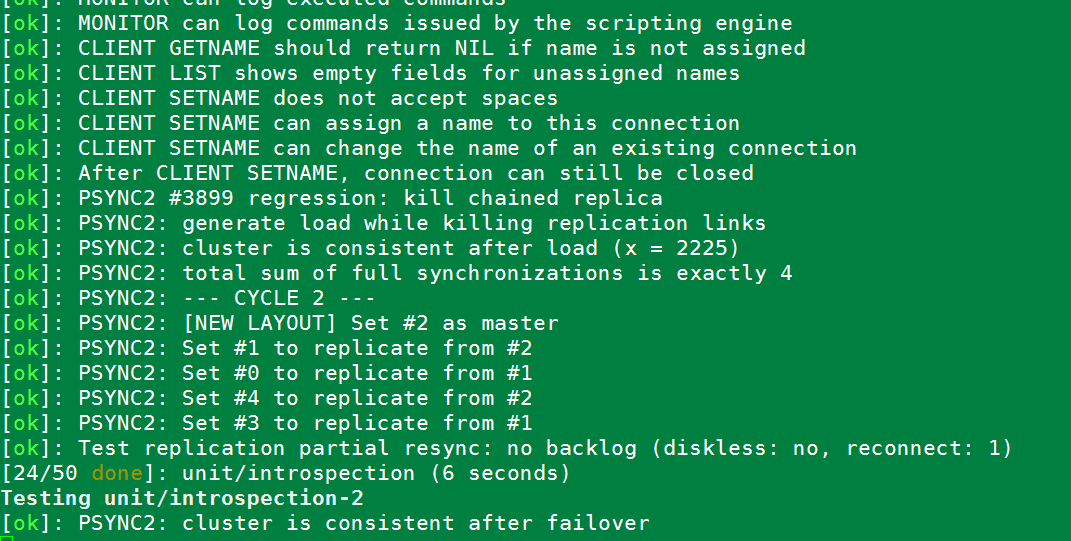 [ok]: MONITOR can log executed commands
[ok]: MONITOR can log commands issued by the scripting engine
[ok]: CLIENT GETNAME should return NIL if name is not assigned
[ok]: CLIENT LIST shows empty fields for unassigned names
[ok]: CLIENT SETNAME does not accept spaces
[ok]: CLIENT SETNAME can assign a name to this connection
[ok]: CLIENT SETNAME can change the name of an existing connection
[ok]: After CLIENT SETNAME, connection can still be closed
[ok]: PSYNC2 #3899 regression: kill chained replica
[ok]: PSYNC2: generate load while killing replication links
[ok]: PSYNC2: cluster is consistent after load (x = 2225)
[ok]: PSYNC2: total sum of full synchronizations is exactly 4
[ok]: PSYNC2: --- CYCLE 2 ---
[ok]: PSYNC2: [NEW LAYOUT] Set #2 as master
[ok]: PSYNC2: Set #1 to replicate from #2
[ok]: PSYNC2: Set #0 to replicate from #1
[ok]: PSYNC2: Set #4 to replicate from #2
[ok]: PSYNC2: Set #3 to replicate from #1
[ok]: Test replication partial resync: no backlog (diskless: no, reconnect: 1)
[24/50 done]: unit/introspection (6 seconds)
Testing unit/introspection-2
[ok]: PSYNC2: cluster is consistent after failover